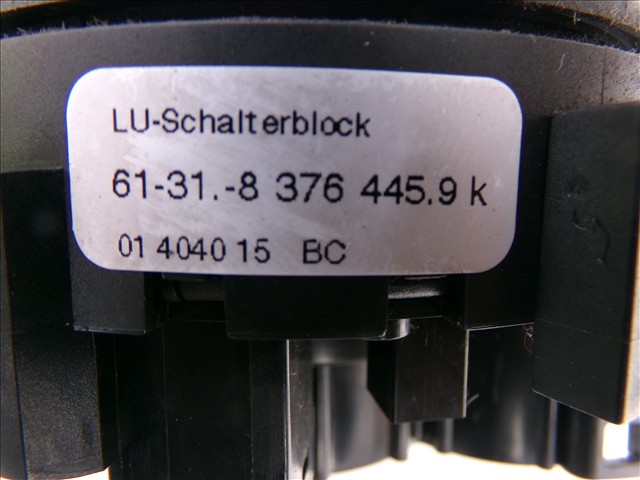 LU-Schalterblock
61-31.-8 376 445.9 k
01 4040 15 BC